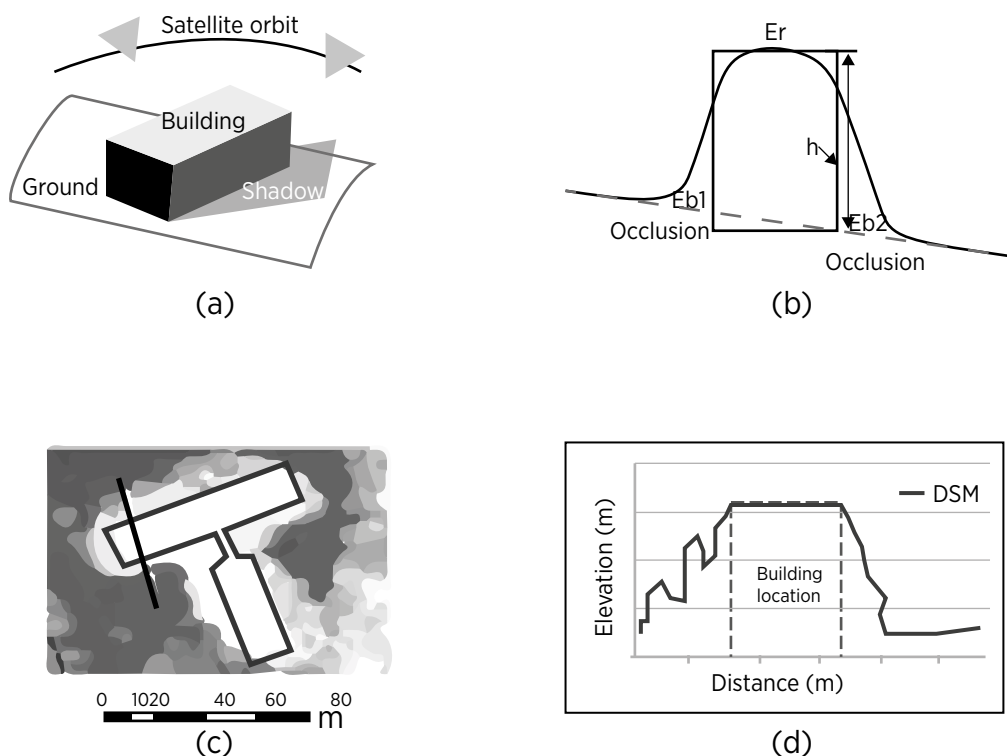 Satellite orbit
Building
Ground
Shadow
(a)
Er
h
Eb1
Occlusion
Eb2
Occlusion
(b)
0 1020 40 60 80
m
(c)
DSM
Elevation (m)
Building
location
Distance (m)
(d)